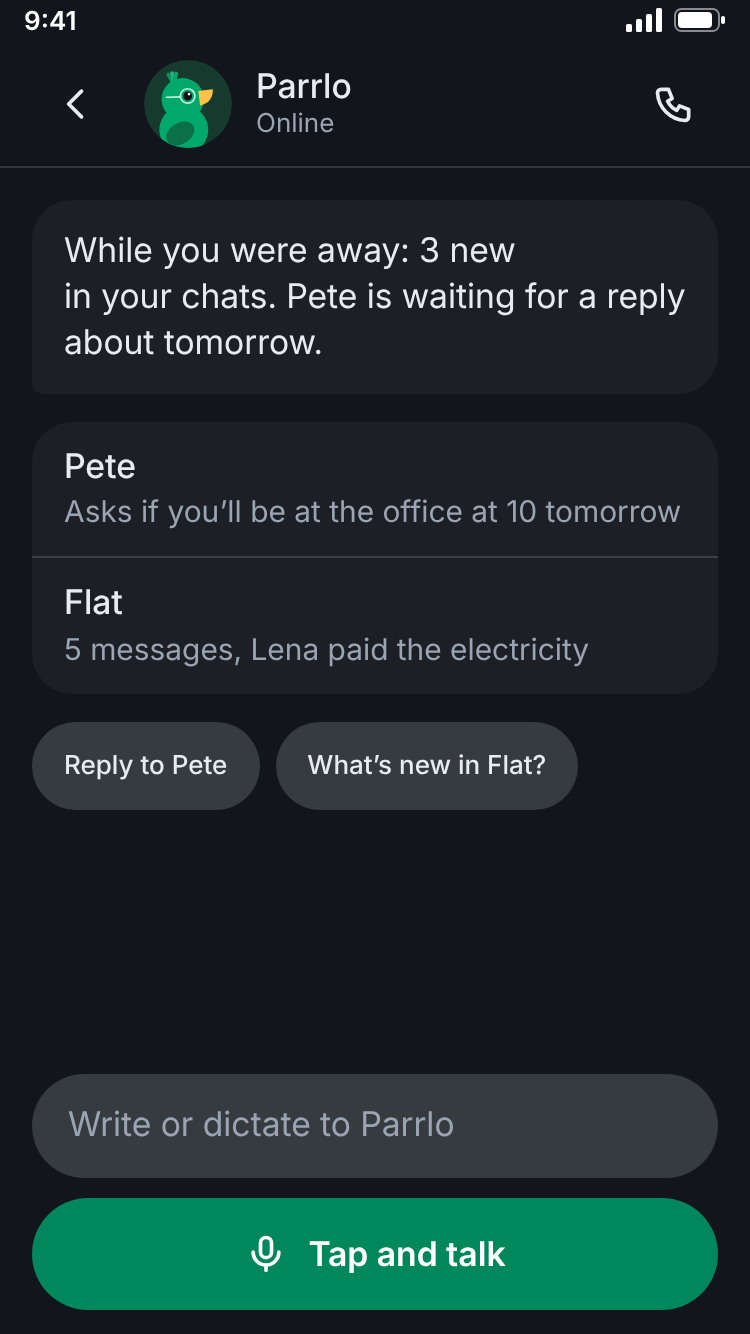 9:41
Parrlo
Online
While you were away: 3 new
in your chats. Pete is waiting for a reply
about tomorrow.
Pete
Asks if you’ll be at the office at 10 tomorrow
Flat
5 messages, Lena paid the electricity
Reply to Pete
What’s new in Flat?
Write or dictate to Parrlo
Tap and talk